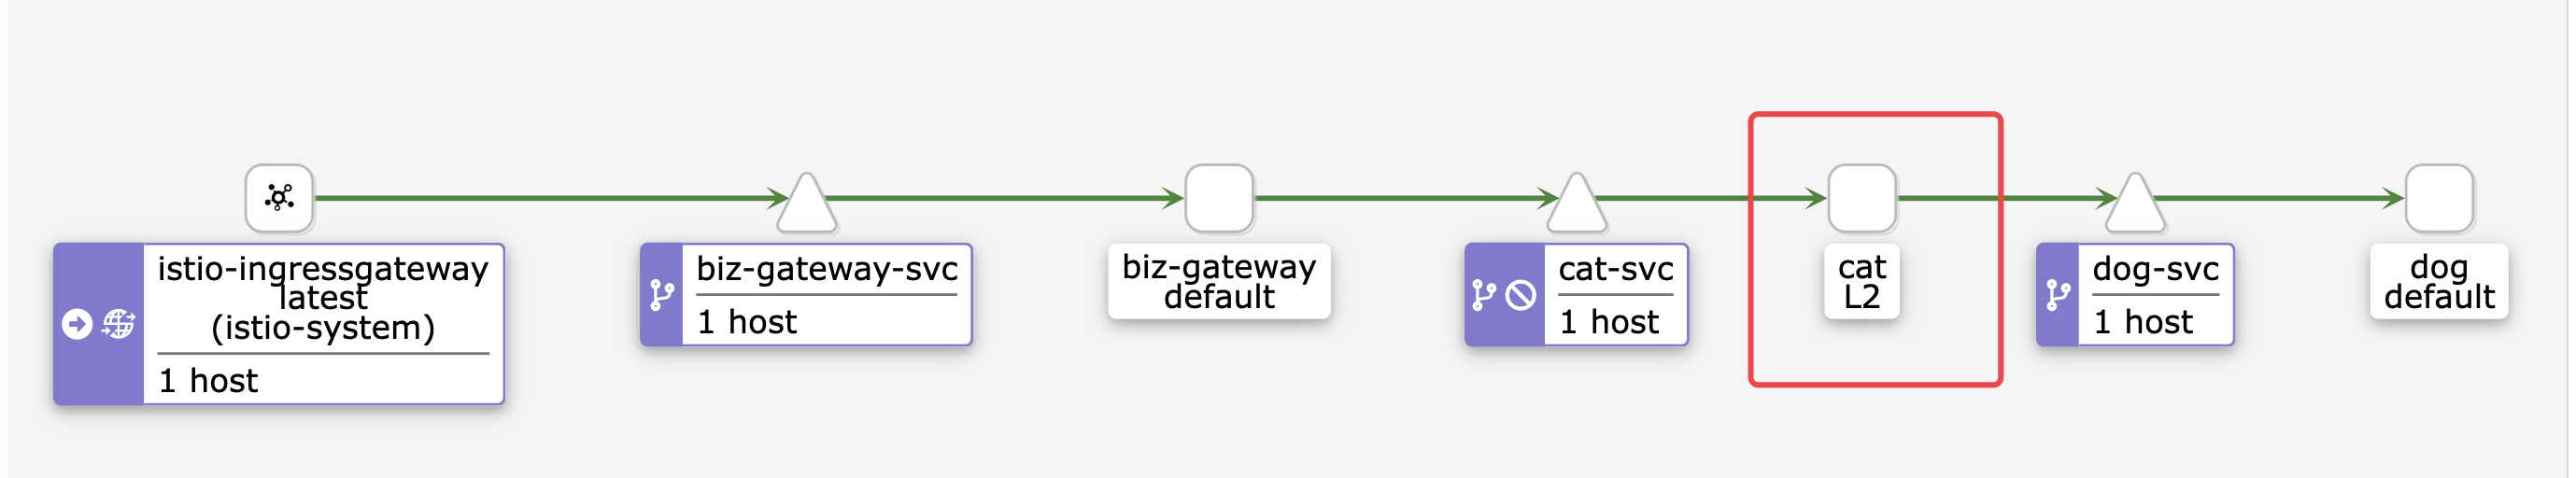 istio-ingressgateway
latest
(istio-system)
1 host
biz-gateway-svc
1 host
biz-gateway
default
cat-svc
1 host
cat
L2
dog-svc
1 host
dog
default